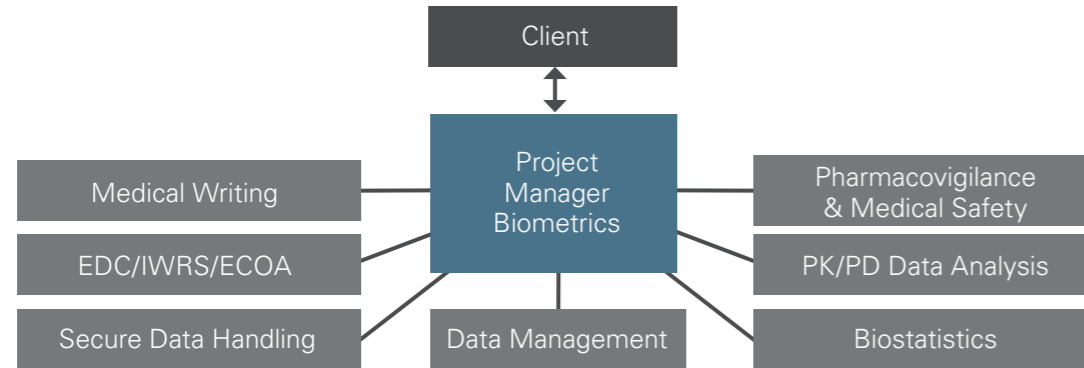 Client
Project
Manager
Biometrics
Medical Writing
EDC/IWRS/ECOA
Secure Data Handling
Data Management
Pharmacovigilance
& Medical Safety
PK/PD Data Analysis
Biostatistics